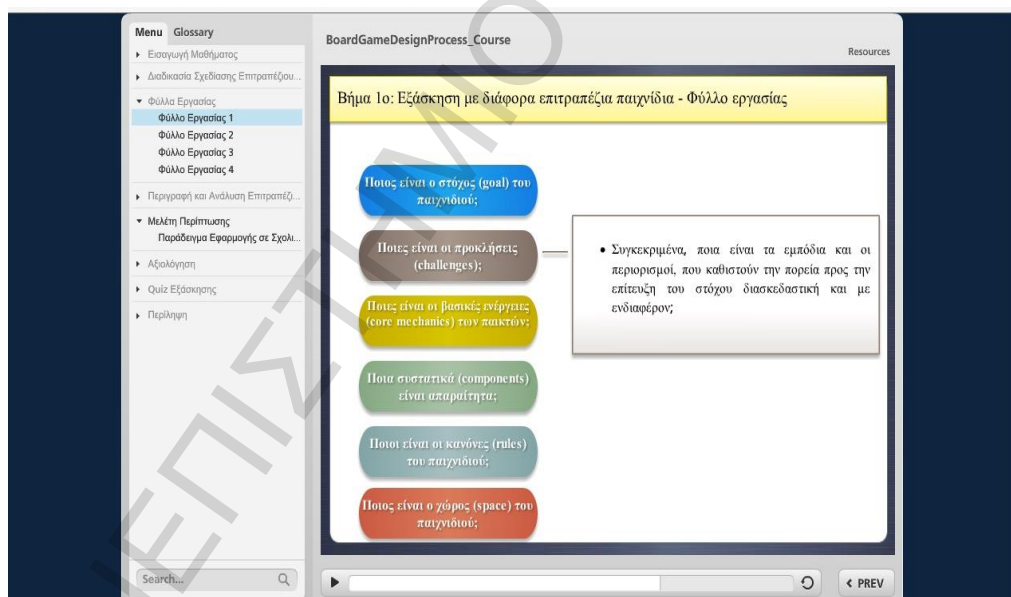 Menu Glossary
▸ Εισαγωγή Μαθήματος
▸ Διαδικασία Σχεδίασης Επιτραπέζιου...
▾ Φύλλα Εργασίας
Φύλλο Εργασίας 1
Φύλλο Εργασίας 2
Φύλλο Εργασίας 3
Φύλλο Εργασίας 4
▸ Περιγραφή και Ανάλυση Επιτραπέζι...
▾ Μελέτη Περίπτωσης
Παράδειγμα Εφαρμογής σε Σχολι...
▸ Αξιολόγηση
▸ Quiz Εξάσκησης
▸ Περίληψη
Search...
BoardGameDesignProcess_Course
Resources
Βήμα 1ο: Εξάσκηση με διάφορα επιτραπέζια παιχνίδια - Φύλλο εργασίας
Ποιος είναι ο στόχος (goal) του
παιχνιδιού;
Ποιες είναι οι προκλήσεις
(challenges);
Ποιες είναι οι βασικές ενέργειες
(core mechanics) των παικτών;
Ποια συστατικά (components)
είναι απαραίτητα;
Ποιοι είναι οι κανόνες (rules)
του παιχνιδιού;
Ποιος είναι ο χώρος (space) του
παιχνιδιού;
• Συγκεκριμένα, ποια είναι τα εμπόδια και οι
περιορισμοί, που καθιστούν την πορεία προς την
επίτευξη του στόχου διασκεδαστική και με
ενδιαφέρον;
< PREV